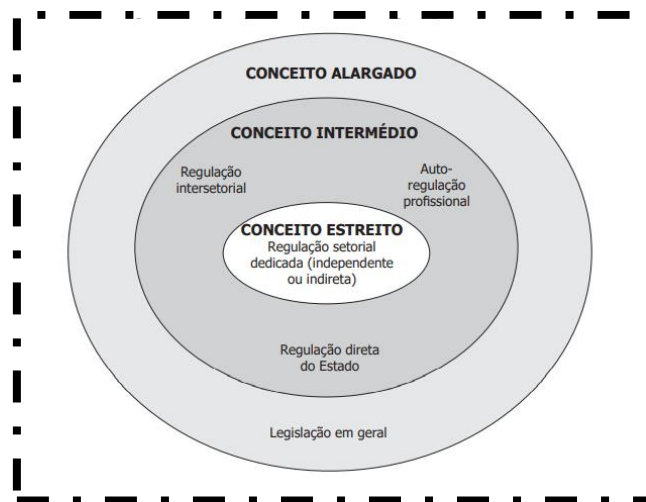 CONCEITO ALARGADO
CONCEITO INTERMÉDIO
Regulação
intersetorial
Auto-
regulação
profissional
CONCEITO ESTREITO
Regulação setorial
dedicada (independente
ou indireta)
Regulação direta
do Estado
Legislação em geral